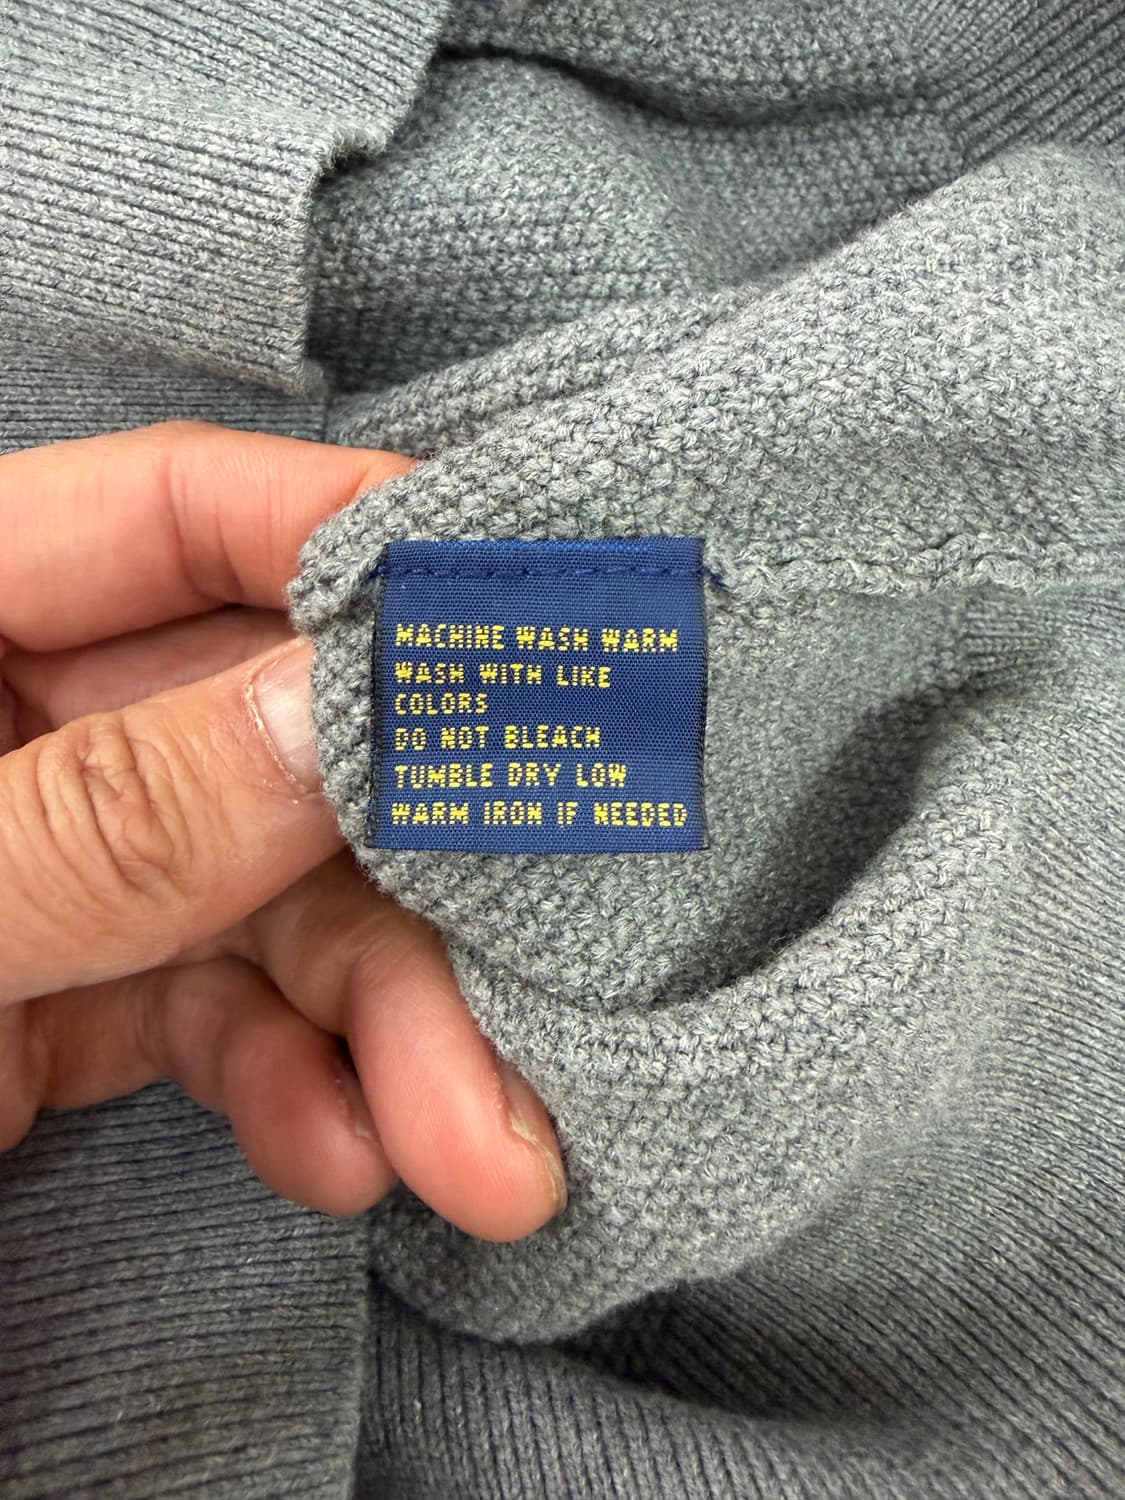 MACHINE WASH WARM
WASH WITH LIKE
COLORS
DO NOT BLEACH
TUMBLE DRY LOW
WARM IRON IF NEEDED